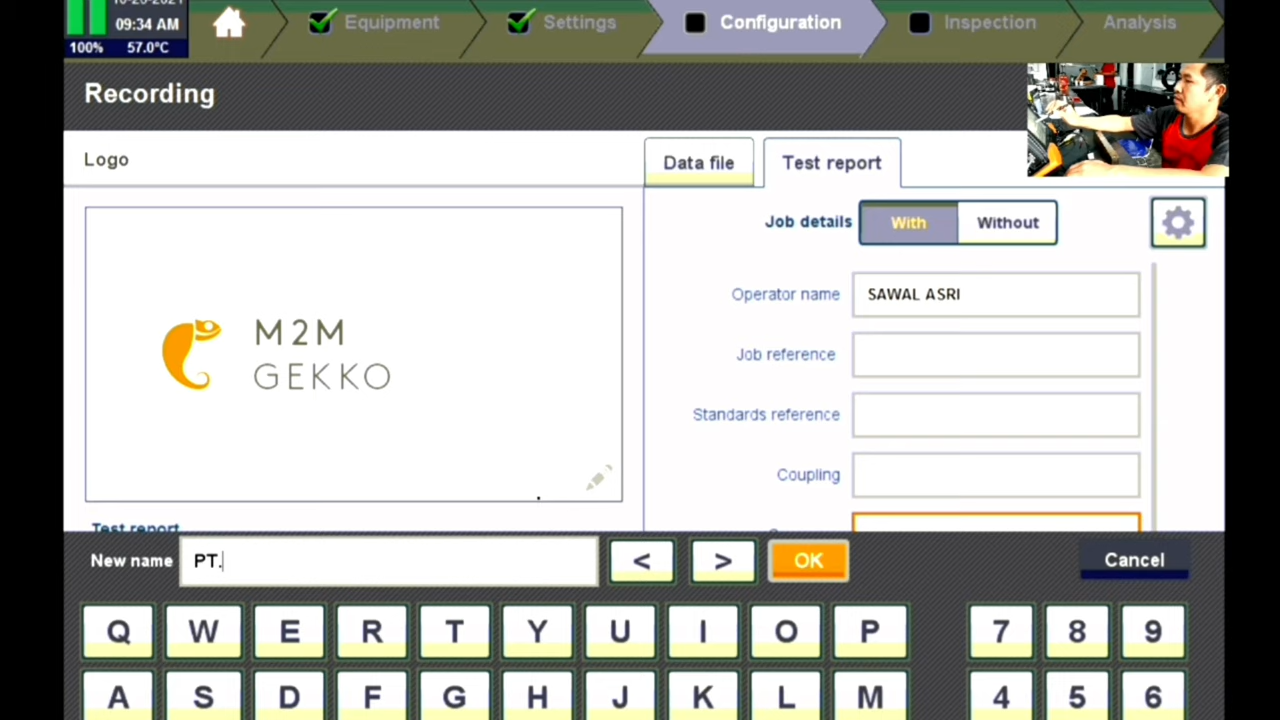 09:34 AM
100% 57.0°C
Equipment
Settings
Configuration
Inspection
Analysis
Recording
Logo
Data file
Test report
Job details
With
Without
M2M
GEKKO
Operator name
SAWAL ASRI
Job reference
Standards reference
Coupling
Test report
New name
PT.
<
>
OK
Cancel
Q W E R T Y U I O P 7 8 9
A S D F G H J K L M 4 5 6